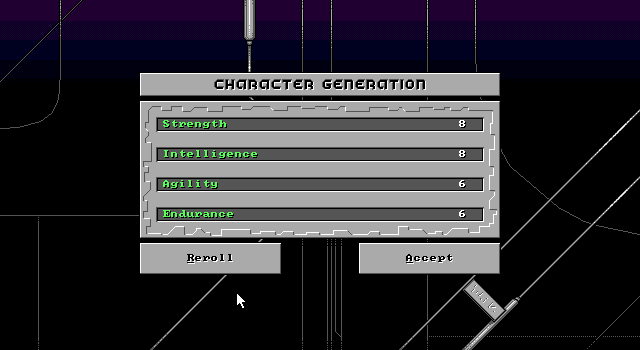 CHARACTER GENERATION
Strength 8
Intelligence 8
Agility 6
Endurance 6
Reroll Accept